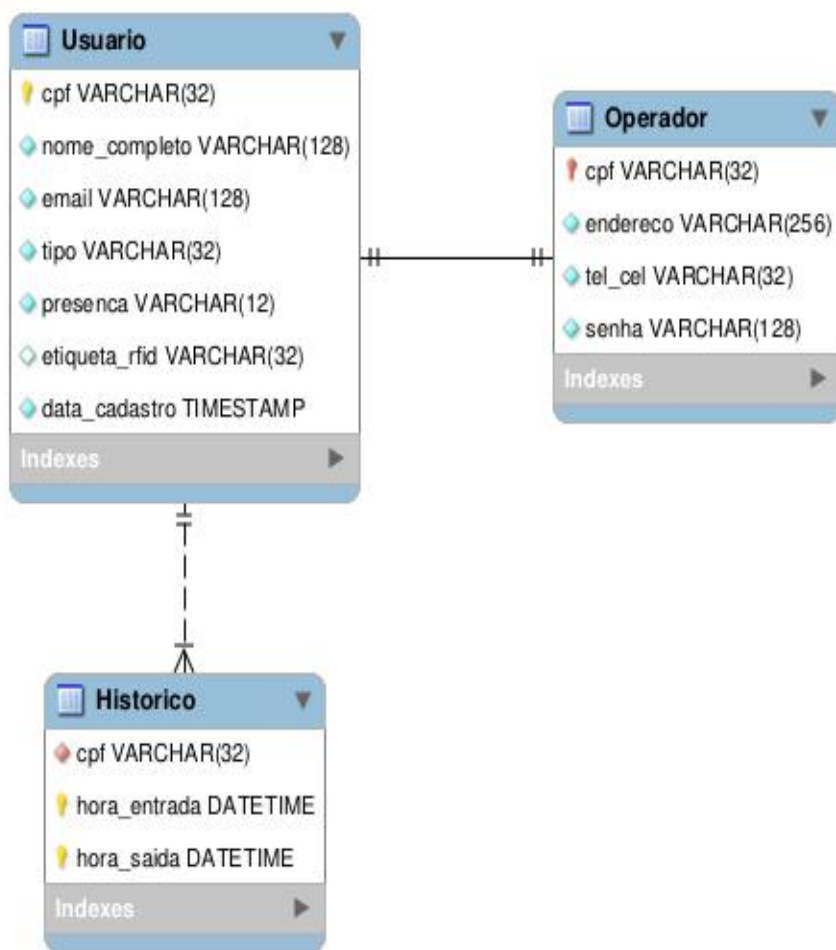 Usuario
cpf VARCHAR(32)
nome_completo VARCHAR(128)
email VARCHAR(128)
tipo VARCHAR(32)
presenca VARCHAR(12)
etiqueta_rfid VARCHAR(32)
data_cadastro TIMESTAMP
Indexes
Operador
cpf VARCHAR(32)
endereco VARCHAR(256)
tel_cel VARCHAR(32)
senha VARCHAR(128)
Indexes
Historico
cpf VARCHAR(32)
hora_entrada DATETIME
hora_saida DATETIME
Indexes